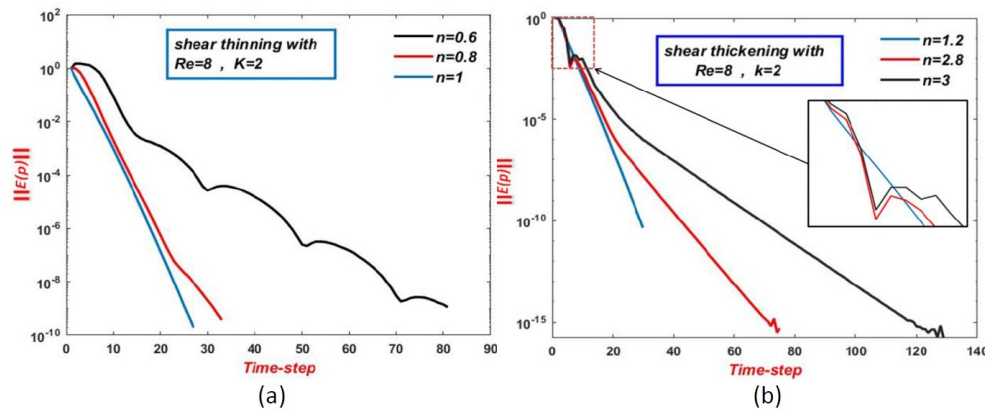 10^2
10^0
10^-2
10^-4
10^-6
10^-8
10^-10
||E(p)||
shear thinning with
Re=8 , K=2
n=0.6
n=0.8
n=1
0 10 20 30 40 50 60 70 80 90
Time-step
(a)
10^0
10^-5
10^-10
10^-15
||E(p)||
shear thickening with
Re=8 , k=2
n=1.2
n=2.8
n=3
0 20 40 60 80 100 120 140
Time-step
(b)